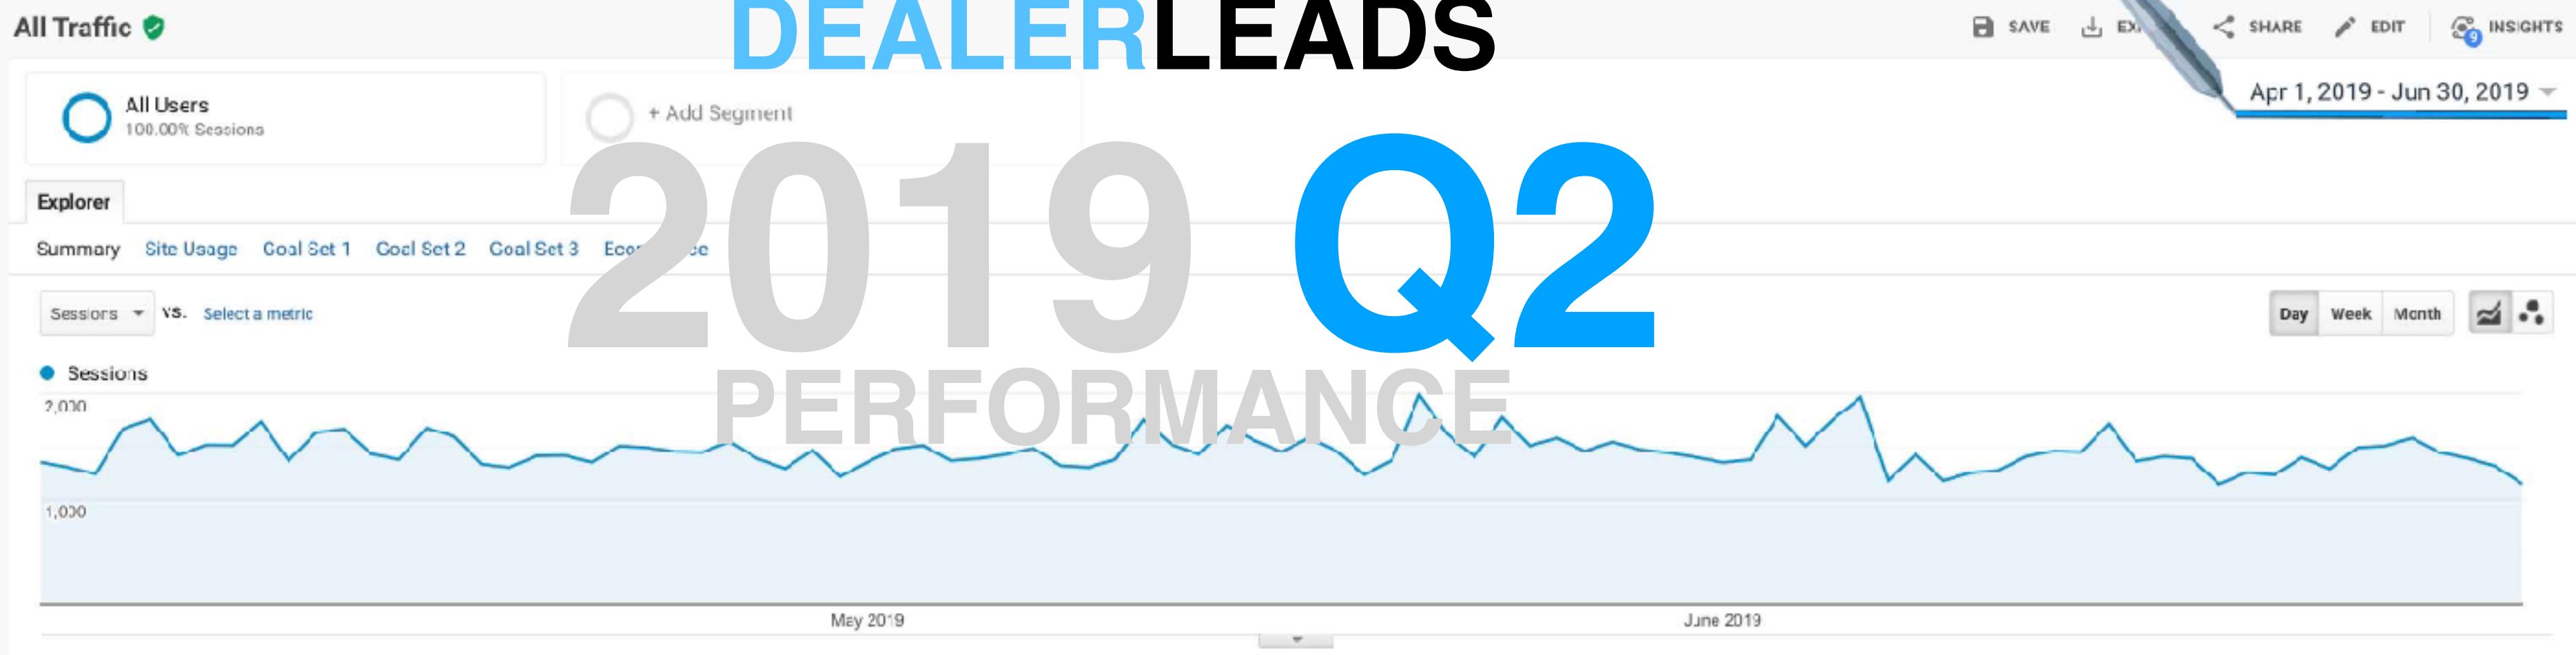 All Traffic
DEALERLEADS
SAVE
SHARE
EDIT
9
INSIGHTS
All Users
100.00% Sessions
+ Add Segment
Apr 1, 2019 - Jun 30, 2019
2019 Q2
PERFORMANCE
Explorer
Summary Site Usage Goal Set 1 Goal Set 2 Goal Set 3
Sessions VS. Select a metric
Day Week Month
Sessions
2,000
1,000
May 2019
June 2019